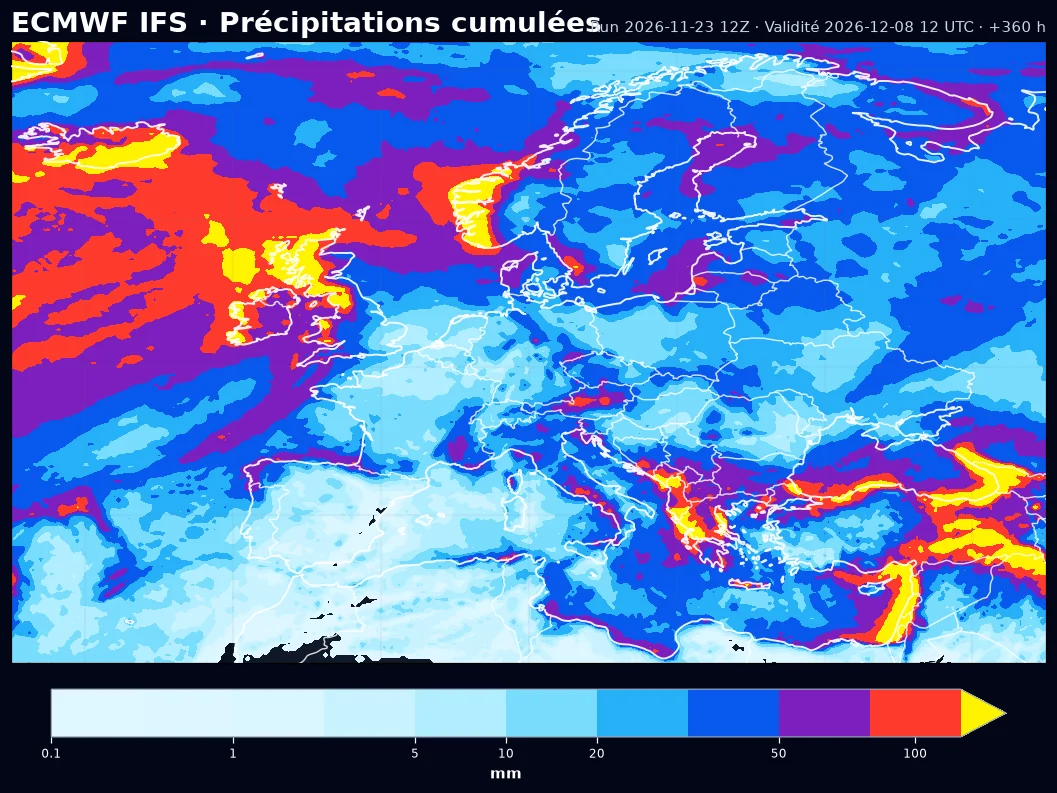 ECMWF IFS · Précipitations cumulées
Run 2026-11-23 12Z · Validité 2026-12-08 12 UTC · +360 h
0.1 1 5 10 20 50 100
mm